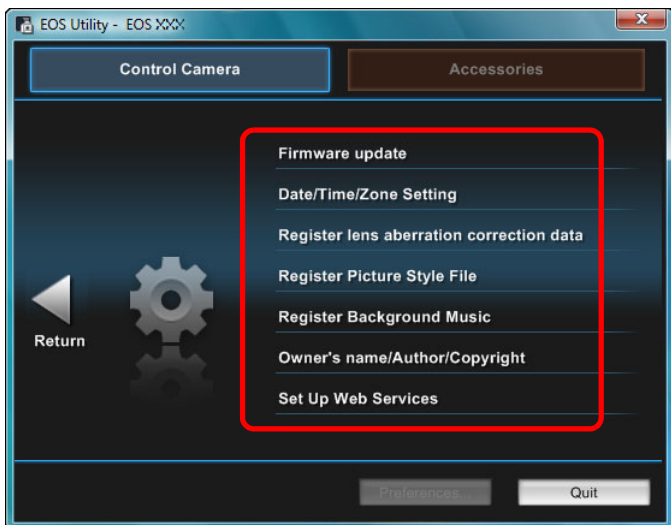 EOS Utility - EOS XXX
Control Camera
Accessories
Firmware update
Date/Time/Zone Setting
Register lens aberration correction data
Register Picture Style File
Register Background Music
Return
Owner's name/Author/Copyright
Set Up Web Services
Preferences...
Quit